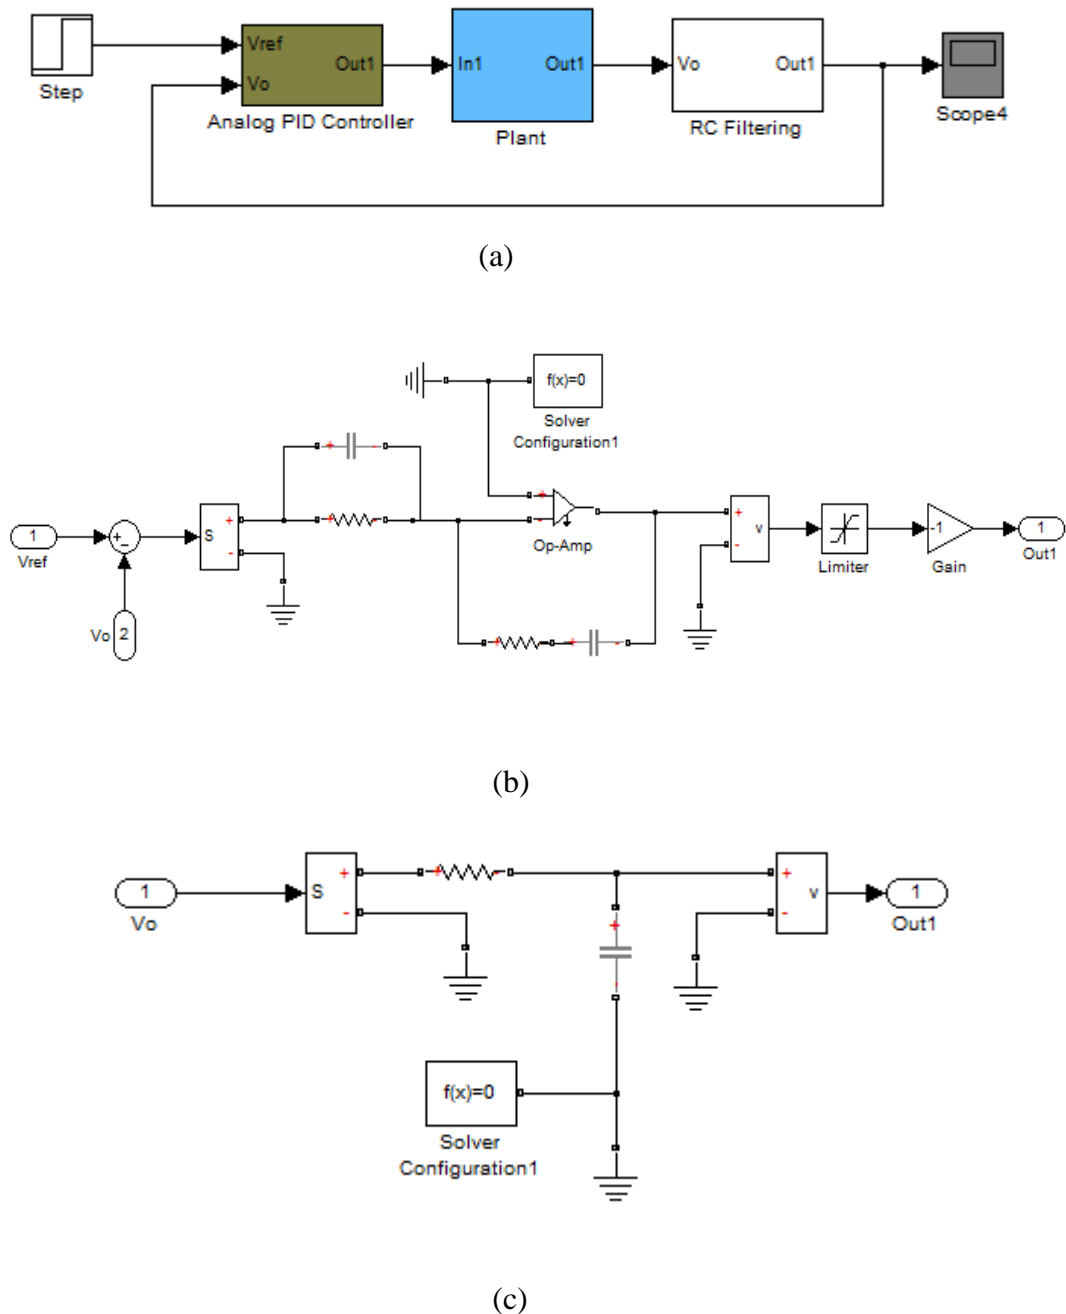 Vref
Vo
Out1
Analog PID Controller
In1
Out1
Plant
Vo
Out1
RC Filtering
Step
Scope4
(a)
f(x)=0
Solver
Configuration1
+
-
+
-
Op-Amp
+
-
1
Vref
+
-
S
+
-
+
-
v
Limiter
-1
Gain
1
Out1
Vo
2
+
-
+
-
(b)
1
Vo
S
+
-
+
-
+
-
v
1
Out1
+
-
f(x)=0
Solver
Configuration1
(c)